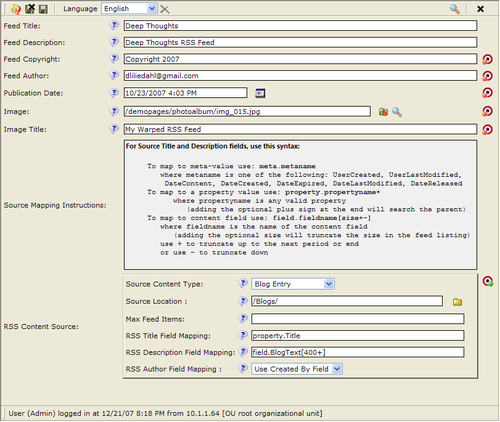 Language English
Feed Title: Deep Thoughts
Feed Description: Deep Thoughts RSS Feed
Feed Copyright: Copyright 2007
Feed Author: dliliedahl@gmail.com
Publication Date: 10/23/2007 4:03 PM
Image: /demopages/photoalbum/img_015.jpg
Image Title: My Warped RSS Feed
Source Mapping Instructions:
For Source Title and Description fields, use this syntax:
To map to meta-value use: meta.metaname
where metaname is one of the following: UserCreated, UserLastModified,
DateContent, DateCreated, DateExpired, DateLastModified, DateReleased
To map to a property value use: property.propertyname+
where propertyname is any valid property
(adding the optional plus sign at the end will search the parent)
To map to content field use: field.fieldname[size+-]
where fieldname is the name of the content field
(adding the optional size will truncate the size in the feed listing)
use + to truncate up to the next period or end
or use - to truncate down
RSS Content Source:
Source Content Type: Blog Entry
Source Location : /Blogs/
Max Feed Items:
RSS Title Field Mapping: property.Title
RSS Description Field Mapping: field.BlogText[400+]
RSS Author Field Mapping : Use Created By Field
User (Admin) logged in at 12/21/07 8:18 PM from 10.1.1.64 [OU root organizational unit]